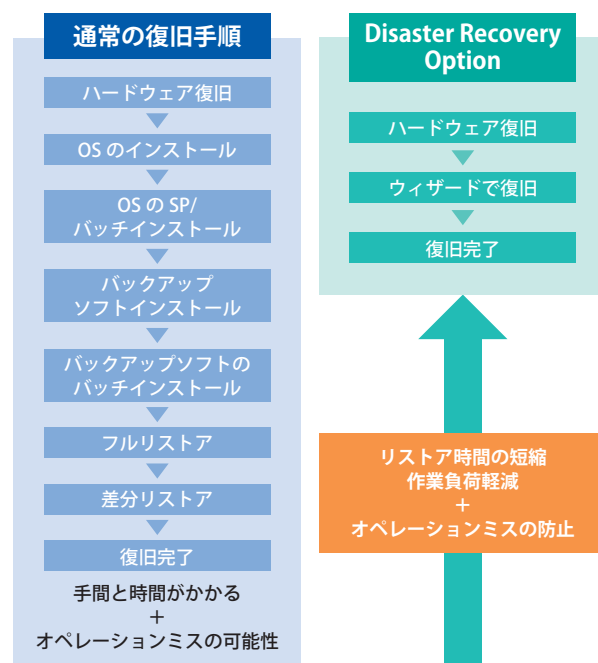 通常の復旧手順
ハードウェア復旧
OS のインストール
OS の SP/
バッチインストール
バックアップ
ソフトインストール
バックアップソフトの
バッチインストール
フルリストア
差分リストア
復旧完了
手間と時間がかかる
+
オペレーションミスの可能性
Disaster Recovery
Option
ハードウェア復旧
ウィザードで復旧
復旧完了
リストア時間の短縮
作業負荷軽減
+
オペレーションミスの防止